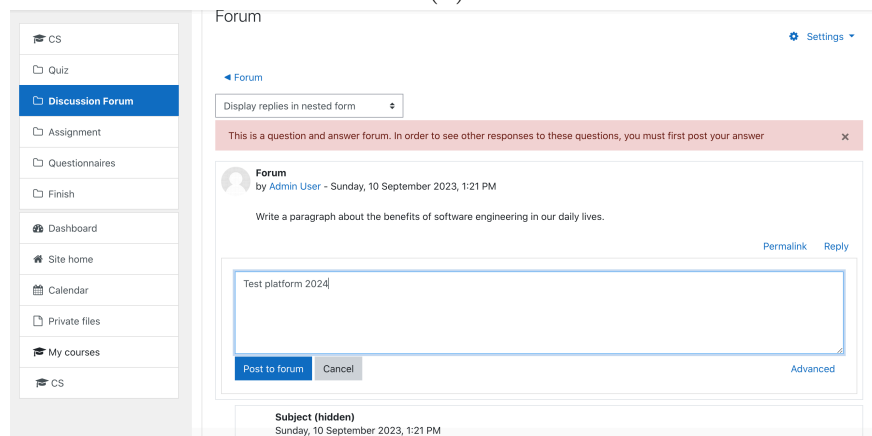 Forum
CS
Settings
Quiz
Forum
Discussion Forum
Display replies in nested form
Assignment
This is a question and answer forum. In order to see other responses to these questions, you must first post your answer ×
Questionnaires
Forum
by Admin User - Sunday, 10 September 2023, 1:21 PM
Finish
Write a paragraph about the benefits of software engineering in our daily lives.
Dashboard
Permalink Reply
Site home
Test platform 2024
Calendar
Private files
My courses
Post to forum Cancel Advanced
CS
Subject (hidden)
Sunday, 10 September 2023, 1:21 PM